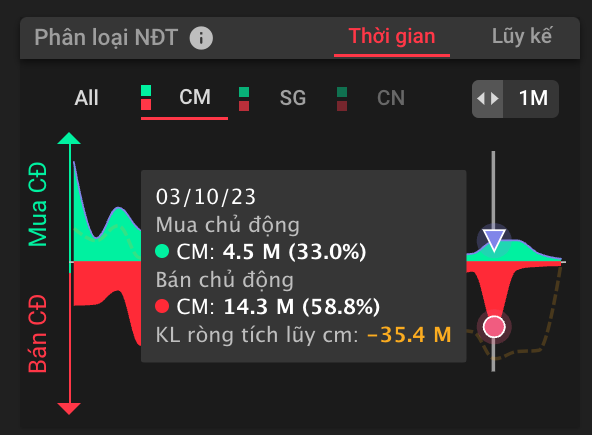 Phân loại NĐT i Thời gian Lũy kế
All CM SG CN 1M
Mua CĐ
Bán CĐ
03/10/23
Mua chủ động
CM: 4.5 M (33.0%)
Bán chủ động
CM: 14.3 M (58.8%)
KL ròng tích lũy cm: -35.4 M